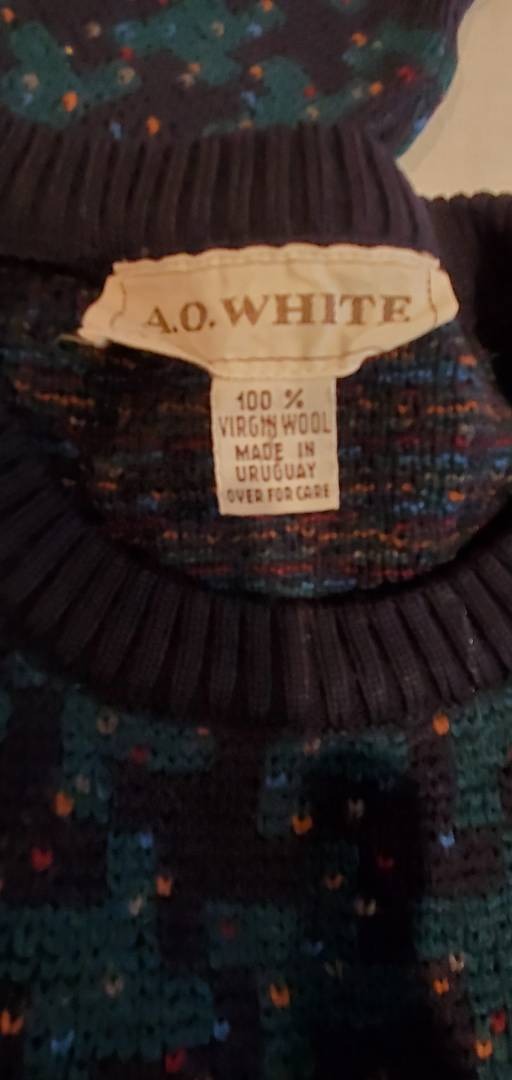 A.O. WHITE
100 %
VIRGIN WOOL
MADE IN
URUGUAY
OVER FOR CARE